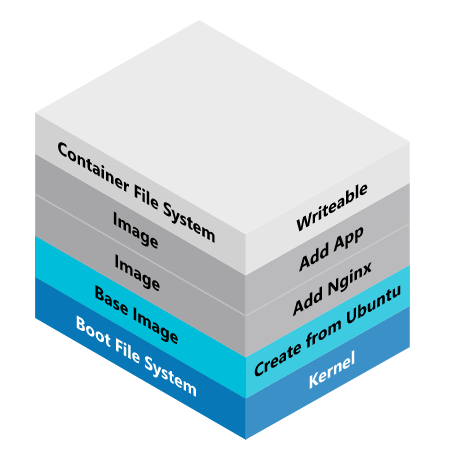 Container File System
Writeable
Image
Add App
Image
Add Nginx
Base Image
Create from Ubuntu
Boot File System
Kernel